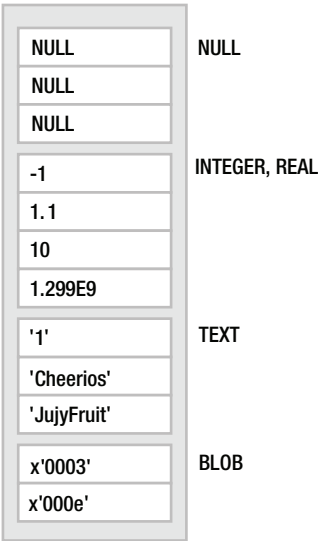 NULL NULL
NULL
NULL
-1 INTEGER, REAL
1.1
10
1.299E9
'1' TEXT
'Cheerios'
'JujyFruit'
x'0003' BLOB
x'000e'